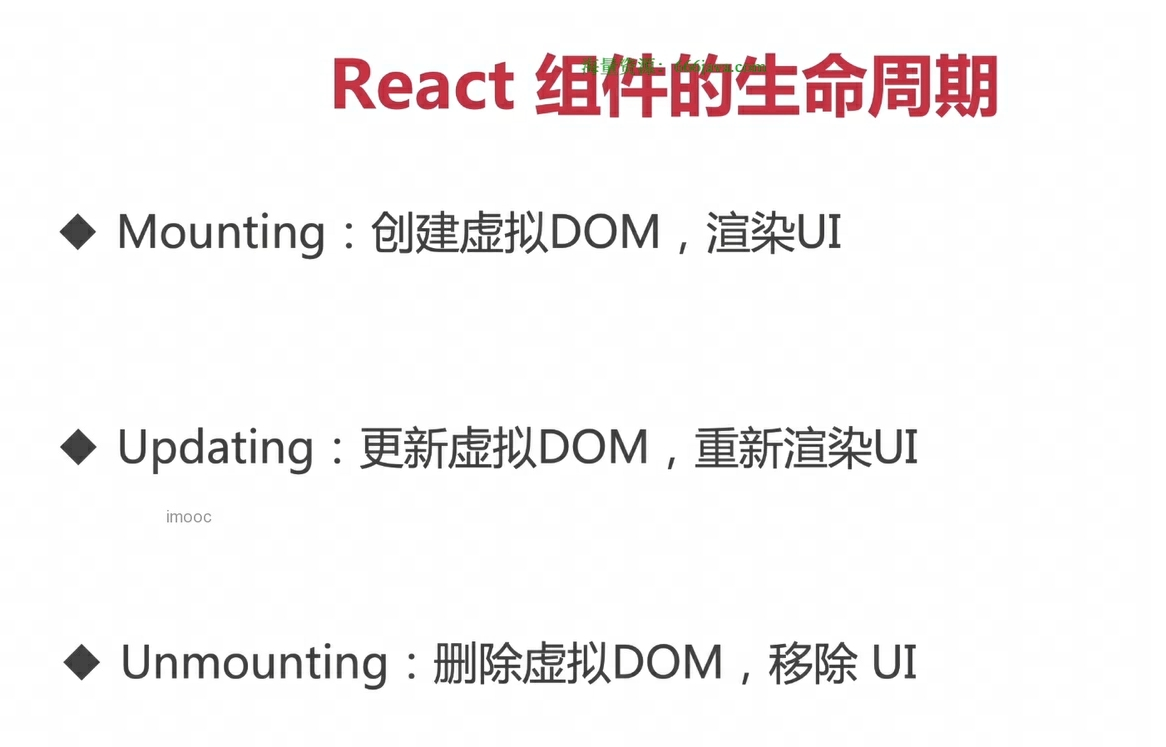 React 组件的生命周期
◆ Mounting：创建虚拟DOM，渲染UI
◆ Updating：更新虚拟DOM，重新渲染UI
imooc
◆ Unmounting：删除虚拟DOM，移除 UI